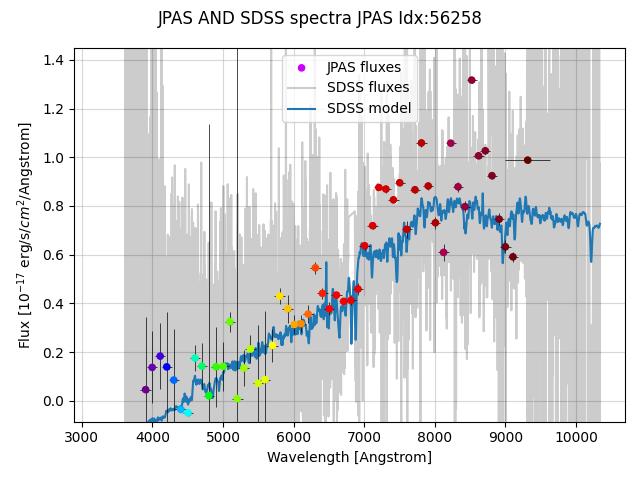 JPAS AND SDSS spectra JPAS Idx:56258
JPAS fluxes
SDSS fluxes
SDSS model
Flux [10⁻¹⁷ erg/s/cm²/Angstrom]
1.4
1.2
1.0
0.8
0.6
0.4
0.2
0.0
3000 4000 5000 6000 7000 8000 9000 10000
Wavelength [Angstrom]